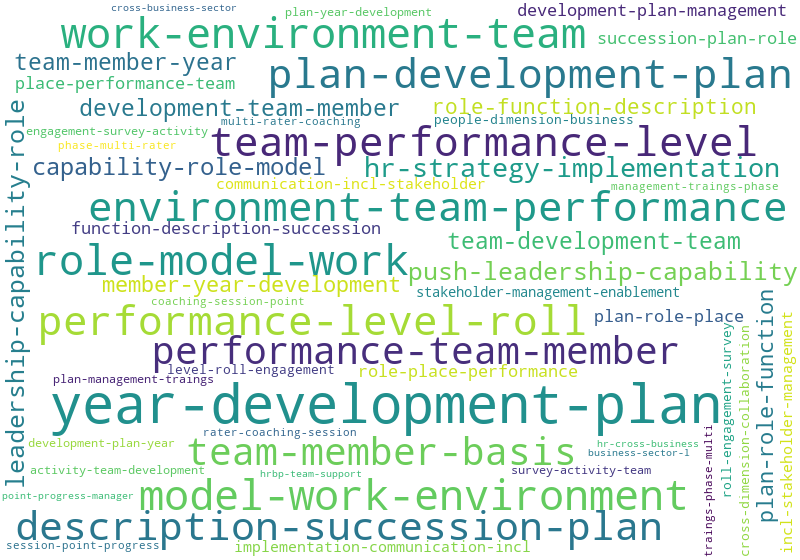 cross-business-sector
plan-year-development
development-plan-management
work-environment-team
succession-plan-role
team-member-year
plan-development-plan
place-performance-team
development-team-member
role-function-description
multi-rater-coaching
people-dimension-business
engagement-survey-activity
team-performance-level
phase-multi-rater
capability-role-model
hr-strategy-implementation
communication-incl-stakeholder
management-traings-phase
environment-team-performance
function-description-succession
team-development-team
role-model-work
push-leadership-capability
member-year-development
stakeholder-management-enablement
coaching-session-point
performance-level-roll
plan-role-place
performance-team-member
level-roll-engagement
role-place-performance
plan-management-traings
year-development-plan
rater-coaching-session
development-plan-year
team-member-basis
hr-cross-business
business-sector-l
activity-team-development
hrbp-team-support
survey-activity-team
point-progress-manager
model-work-environment
description-succession-plan
session-point-progress
implementation-communication-incl
leadership-capability-role
traings-phase-multi
roll-engagement-survey
cross-dimension-collaboration
plan-role-function
incl-stakeholder-management